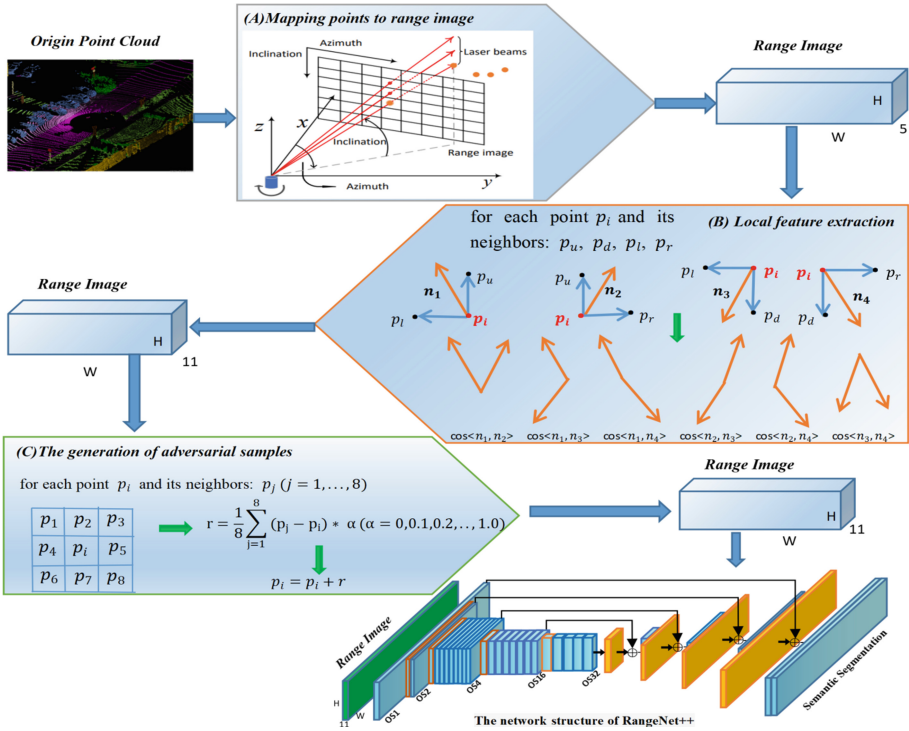 Origin Point Cloud
(A)Mapping points to range image
Azimuth
Inclination
Laser beams
z
x
Inclination
Range image
Azimuth
y
Range Image
H
W
5
for each point p_i and its
neighbors: p_u, p_d, p_l, p_r
(B) Local feature extraction
n_1
p_u
p_l
p_i
p_u
n_2
p_i
p_r
p_l
p_i
n_3
p_d
p_i
p_r
n_4
p_d
cos<n_1, n_2>
cos<n_1, n_3>
cos<n_1, n_4>
cos<n_2, n_3>
cos<n_2, n_4>
cos<n_3, n_4>
Range Image
H
W
11
(C)The generation of adversarial samples
for each point p_i and its neighbors: p_j (j = 1,...,8)
p_1 p_2 p_3
p_4 p_i p_5
p_6 p_7 p_8
r = 1/8 ∑_{j=1}^{8} (p_j − p_i) ∗ α (α = 0,0.1,0.2,..,1.0)
p_i = p_i + r
Range Image
H
W
11
Range Image
H
W
11
OS1
OS2
OS4
OS16
OS32
Semantic Segmentation
The network structure of RangeNet++